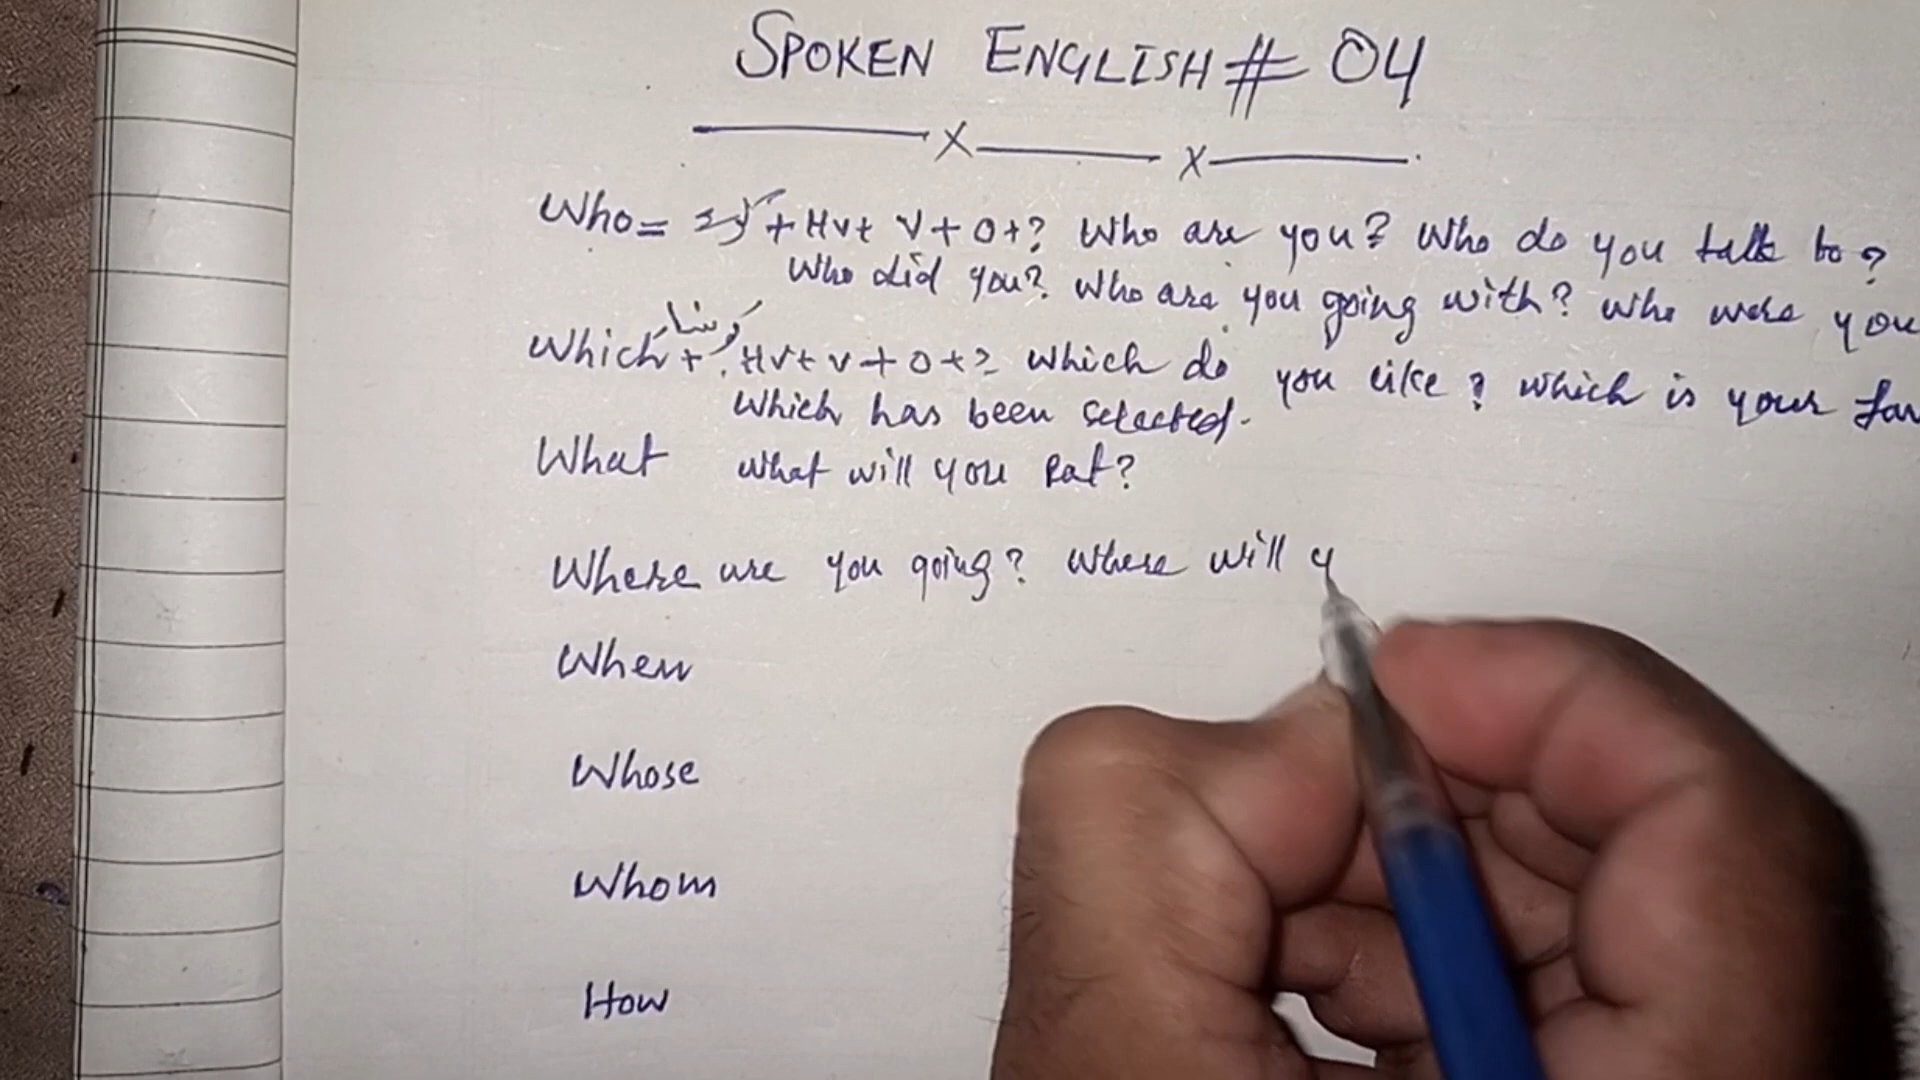 SPOKEN ENGLISH # 04
Who = + Hv + V + O + ? Who are you? Who do you talk to?
Who did you? Who are you going with? Who were you
کونسا
Which + Hv + v + O + ? which do you like? which is your fav
Which has been selected.
What what will you Eat?
Where are you going? Where will y
When
Whose
Whom
How